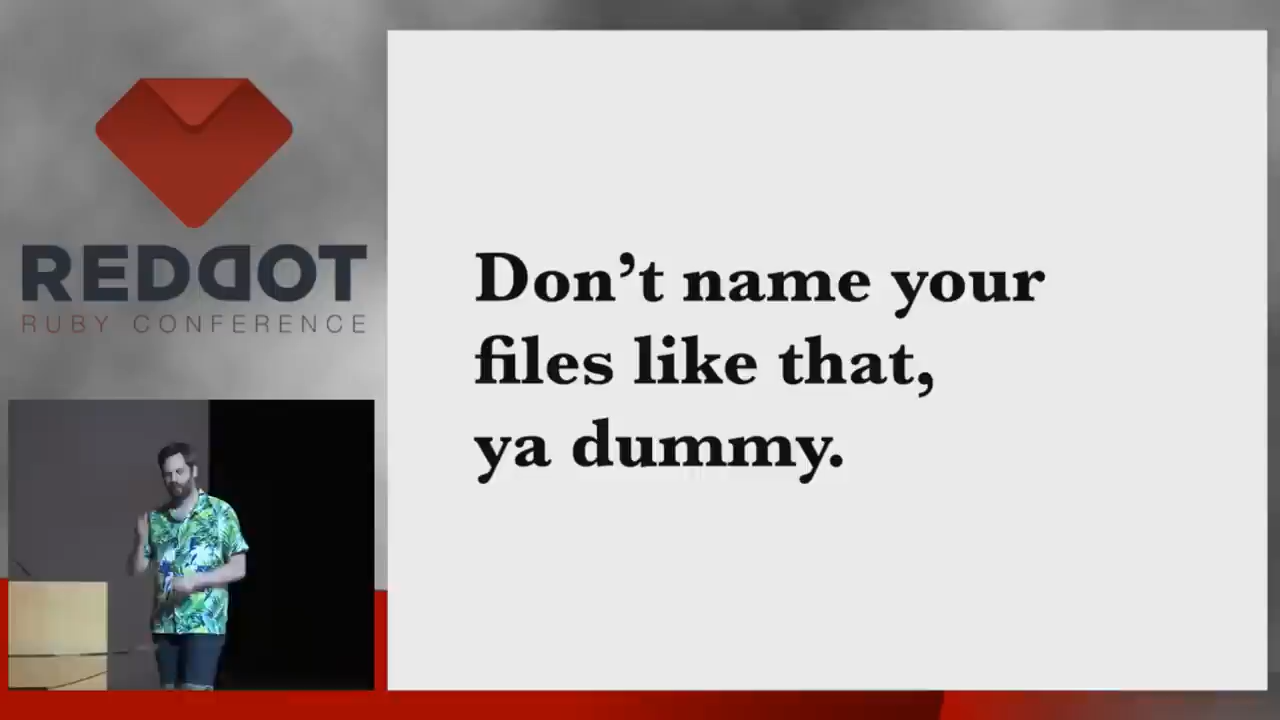 REDDOT
RUBY CONFERENCE
Don’t name your
files like that,
ya dummy.